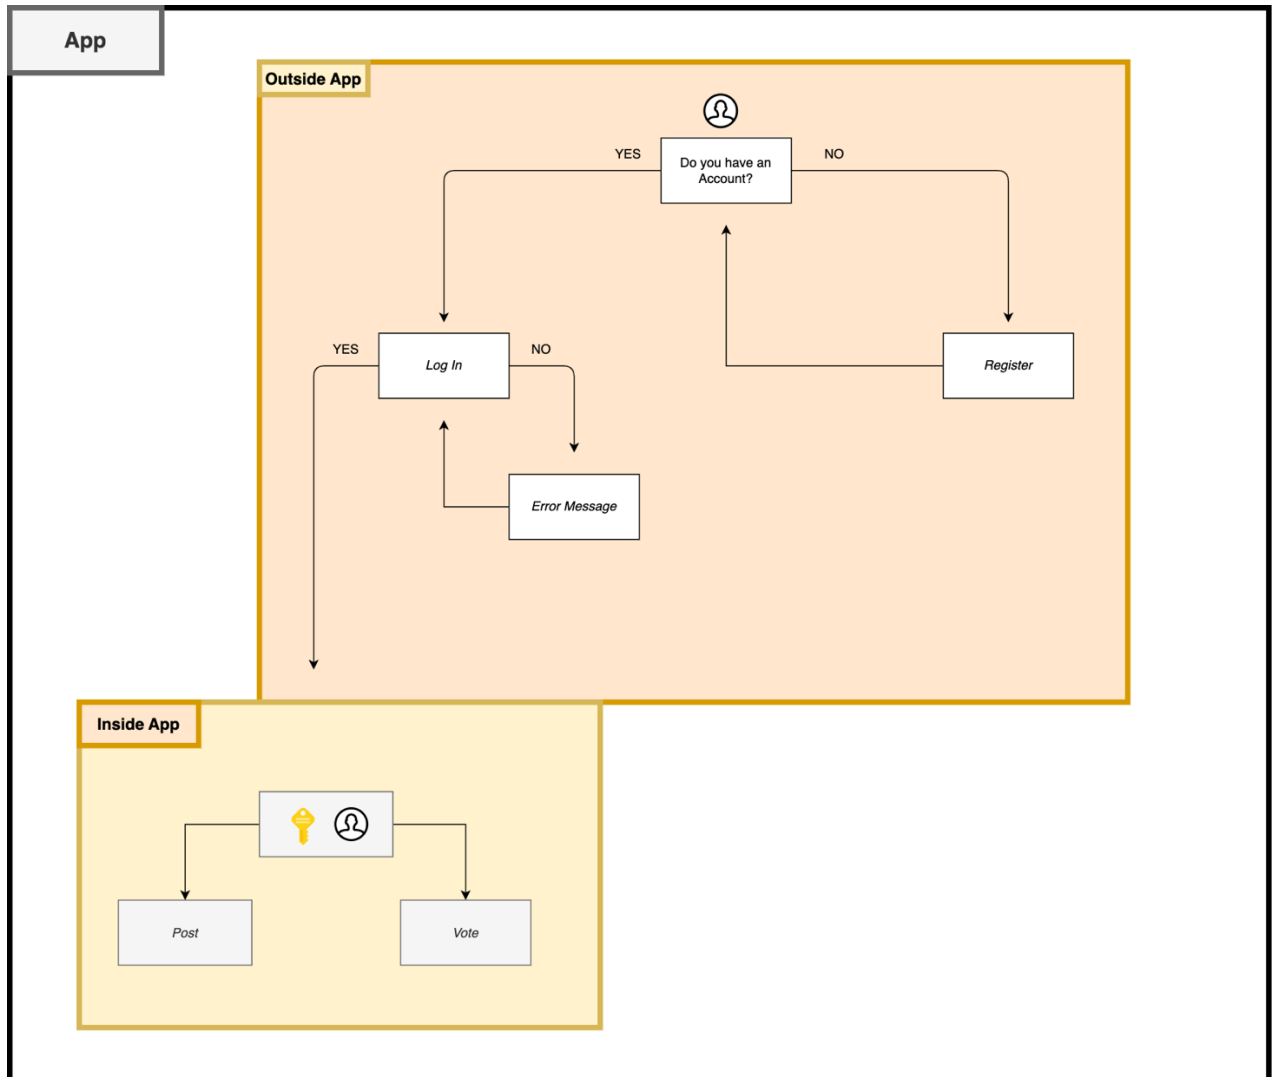 App
Outside App
YES
Do you have an
Account?
NO
YES
Log In
NO
Register
Error Message
Inside App
Post
Vote